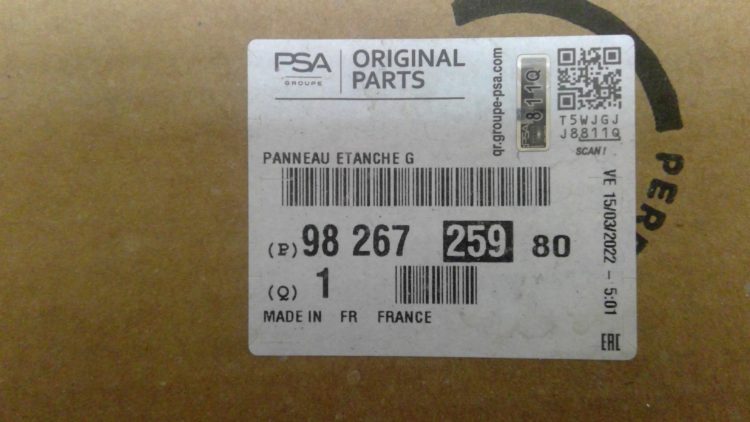 PSA
GROUPE
ORIGINAL
PARTS
qr.groupe-psa.com
811Q
T5WJGJ
J8811Q
SCAN!
PANNEAU ETANCHE G
(P) 98 267 259 80
(Q) 1
MADE IN FR FRANCE
VE 15/03/2022 - 5:01
EAC
PER